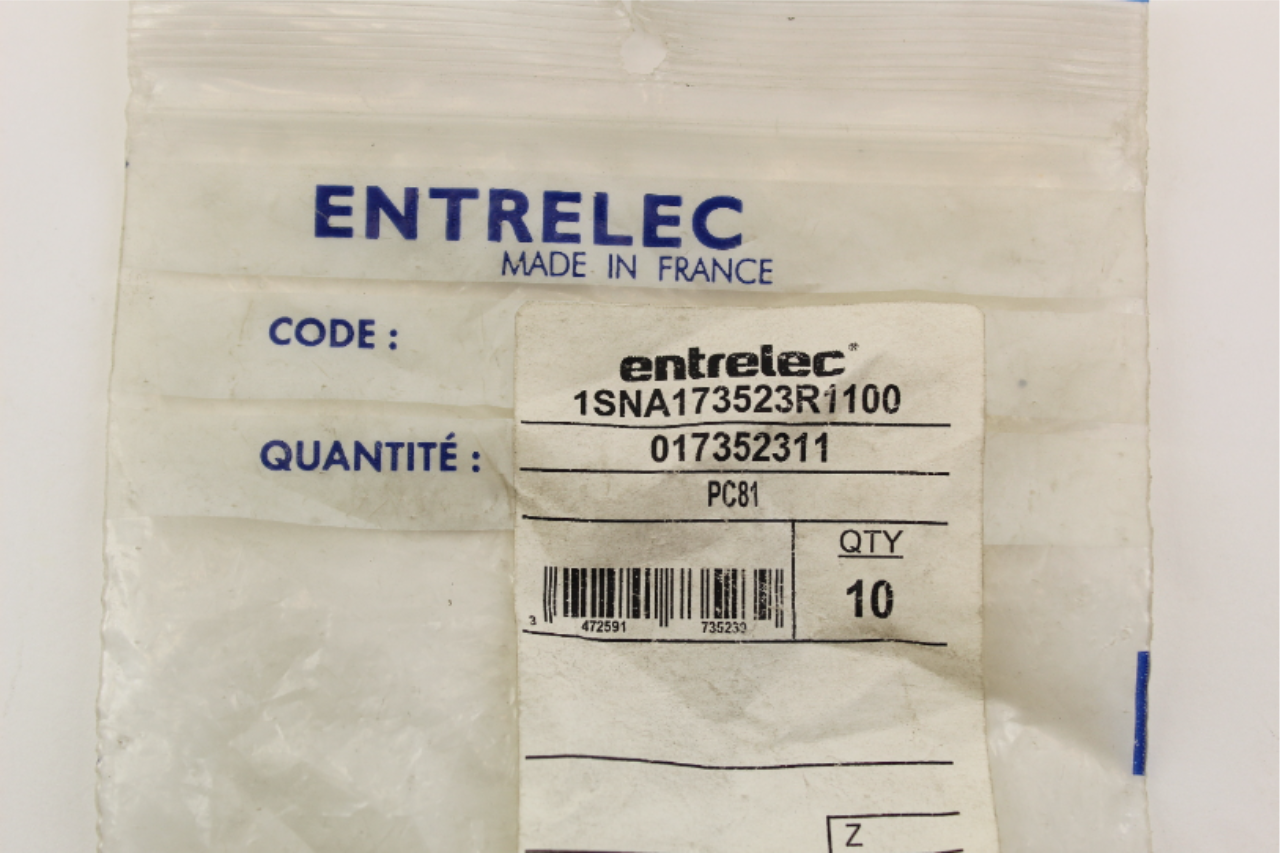 ENTRELEC
MADE IN FRANCE
CODE :
QUANTITÉ :
entrelec®
1SNA173523R1100
017352311
PC81
QTY
10
3 472591 735230
Z